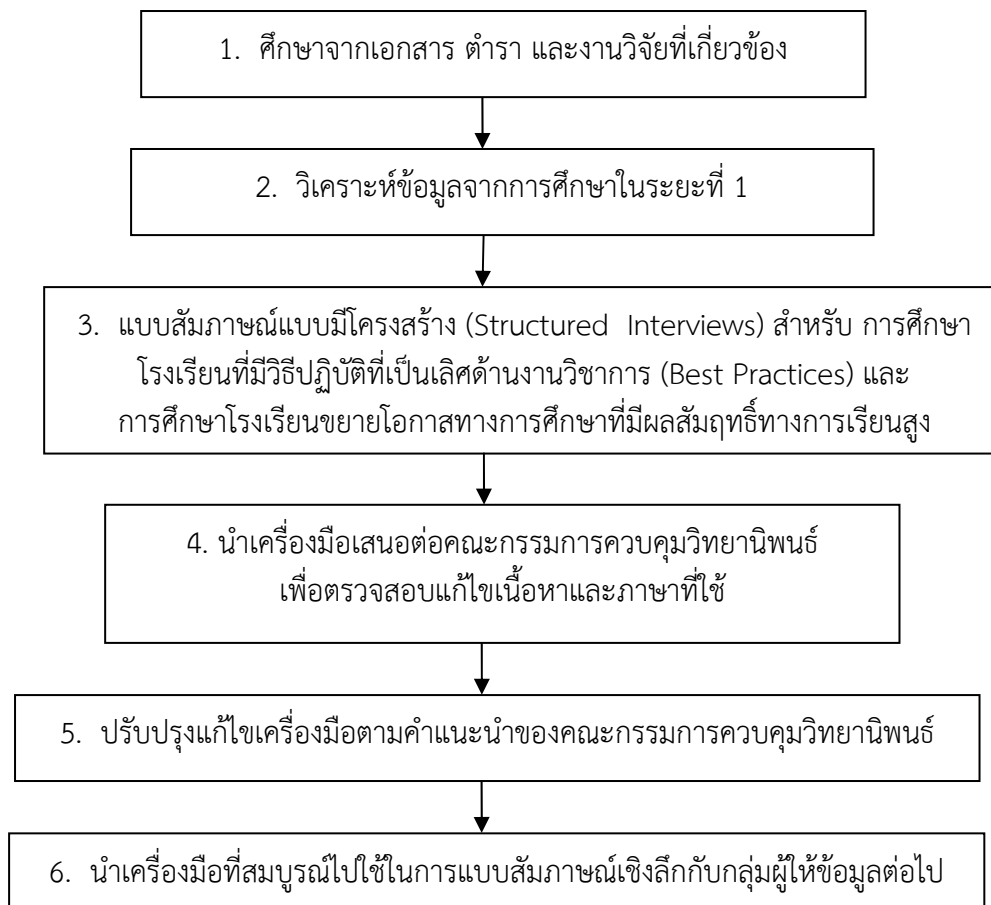 1. ศึกษาจากเอกสาร ตำรา และงานวิจัยที่เกี่ยวข้อง
2. วิเคราะห์ข้อมูลจากการศึกษาในระยะที่ 1
3. แบบสัมภาษณ์แบบมีโครงสร้าง (Structured Interviews) สำหรับ การศึกษา
โรงเรียนที่มีวิธีปฏิบัติที่เป็นเลิศด้านงานวิชาการ (Best Practices) และ
การศึกษาโรงเรียนขยายโอกาสทางการศึกษาที่มีผลสัมฤทธิ์ทางการเรียนสูง
4. นำเครื่องมือเสนอต่อคณะกรรมการควบคุมวิทยานิพนธ์
เพื่อตรวจสอบแก้ไขเนื้อหาและภาษาที่ใช้
5. ปรับปรุงแก้ไขเครื่องมือตามคำแนะนำของคณะกรรมการควบคุมวิทยานิพนธ์
6. นำเครื่องมือที่สมบูรณ์ไปใช้ในการแบบสัมภาษณ์เชิงลึกกับกลุ่มผู้ให้ข้อมูลต่อไป